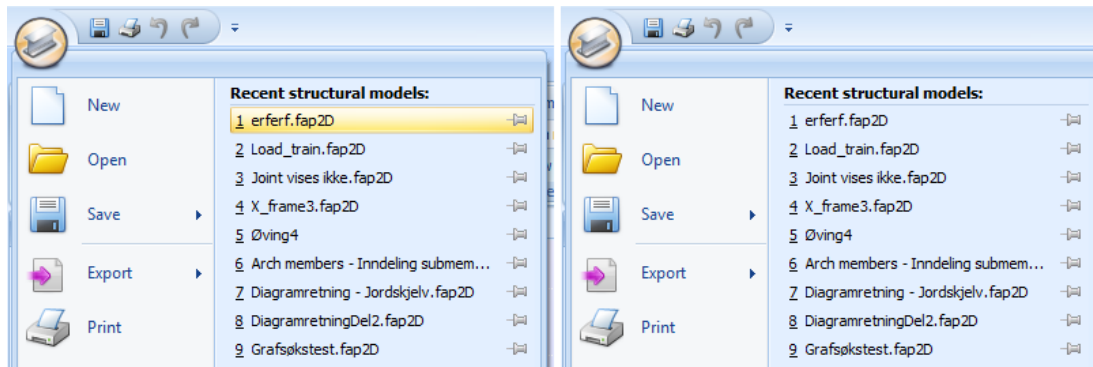 Recent structural models:
New
1 erferf.fap2D
2 Load_train.fap2D
Open
3 Joint vises ikke.fap2D
4 X_frame3.fap2D
Save
5 Øving4
6 Arch members - Inndeling submem...
Export
7 Diagramretning - Jordskjelv.fap2D
8 DiagramretningDel2.fap2D
Print
9 Grafsøkstest.fap2D
Recent structural models:
New
1 erferf.fap2D
2 Load_train.fap2D
Open
3 Joint vises ikke.fap2D
4 X_frame3.fap2D
Save
5 Øving4
6 Arch members - Inndeling submem...
Export
7 Diagramretning - Jordskjelv.fap2D
8 DiagramretningDel2.fap2D
Print
9 Grafsøkstest.fap2D